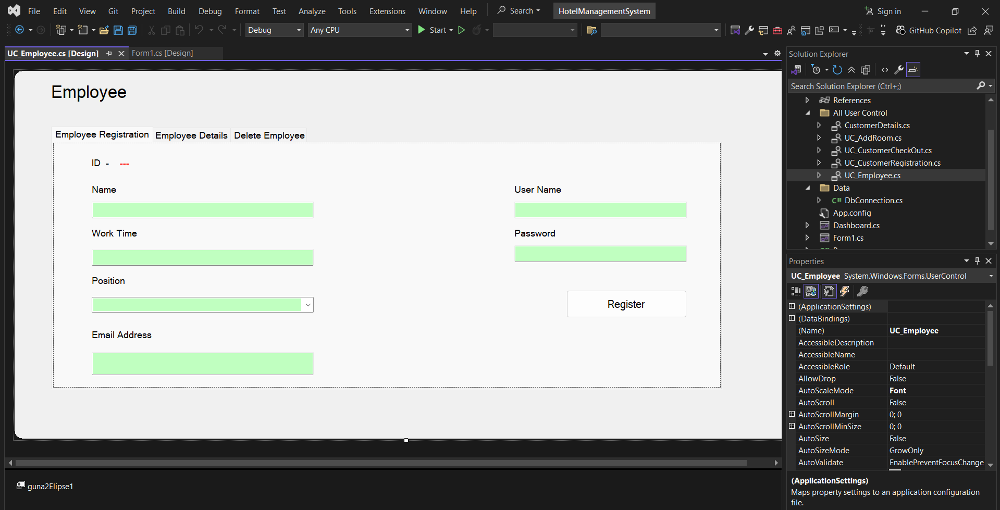 File Edit View Git Project Build Debug Format Test Analyze Tools Extensions Window Help Search HotelManagementSystem Sign in
Debug Any CPU Start GitHub Copilot
UC_Employee.cs [Design] Form1.cs [Design]
Employee
Employee Registration Employee Details Delete Employee
ID - ---
Name User Name
Work Time Password
Position
Register
Email Address
guna2Elipse1
Solution Explorer
Search Solution Explorer (Ctrl+;)
References
All User Control
CustomerDetails.cs
UC_AddRoom.cs
UC_CustomerCheckOut.cs
UC_CustomerRegistration.cs
UC_Employee.cs
Data
C# DbConnection.cs
App.config
Dashboard.cs
Form1.cs
Properties
UC_Employee System.Windows.Forms.UserControl
(ApplicationSettings)
(DataBindings)
(Name) UC_Employee
AccessibleDescription
AccessibleName
AccessibleRole Default
AllowDrop False
AutoScaleMode Font
AutoScroll False
AutoScrollMargin 0; 0
AutoScrollMinSize 0; 0
AutoSize False
AutoSizeMode GrowOnly
AutoValidate EnablePreventFocusChange
(ApplicationSettings)
Maps property settings to an application configuration
file.